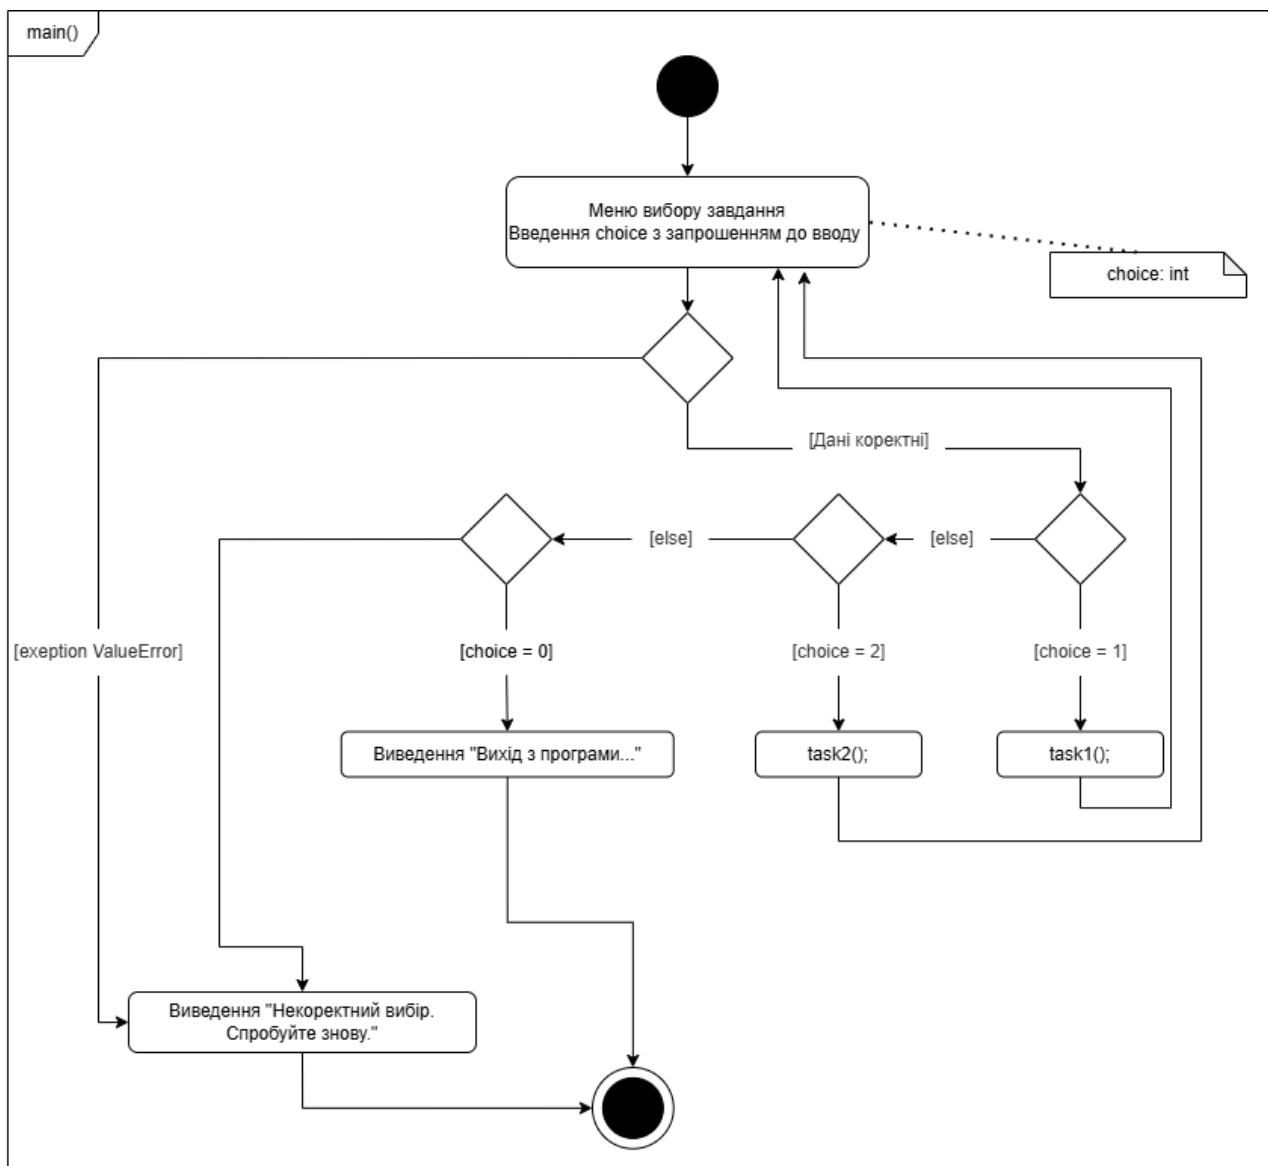 main()
Меню вибору завдання
Введення choice з запрошенням до вводу
choice: int
[Дані коректні]
[else]
[else]
[exeption ValueError]
[choice = 0]
[choice = 2]
[choice = 1]
Виведення "Вихід з програми..."
task2();
task1();
Виведення "Некоректний вибір.
Спробуйте знову."